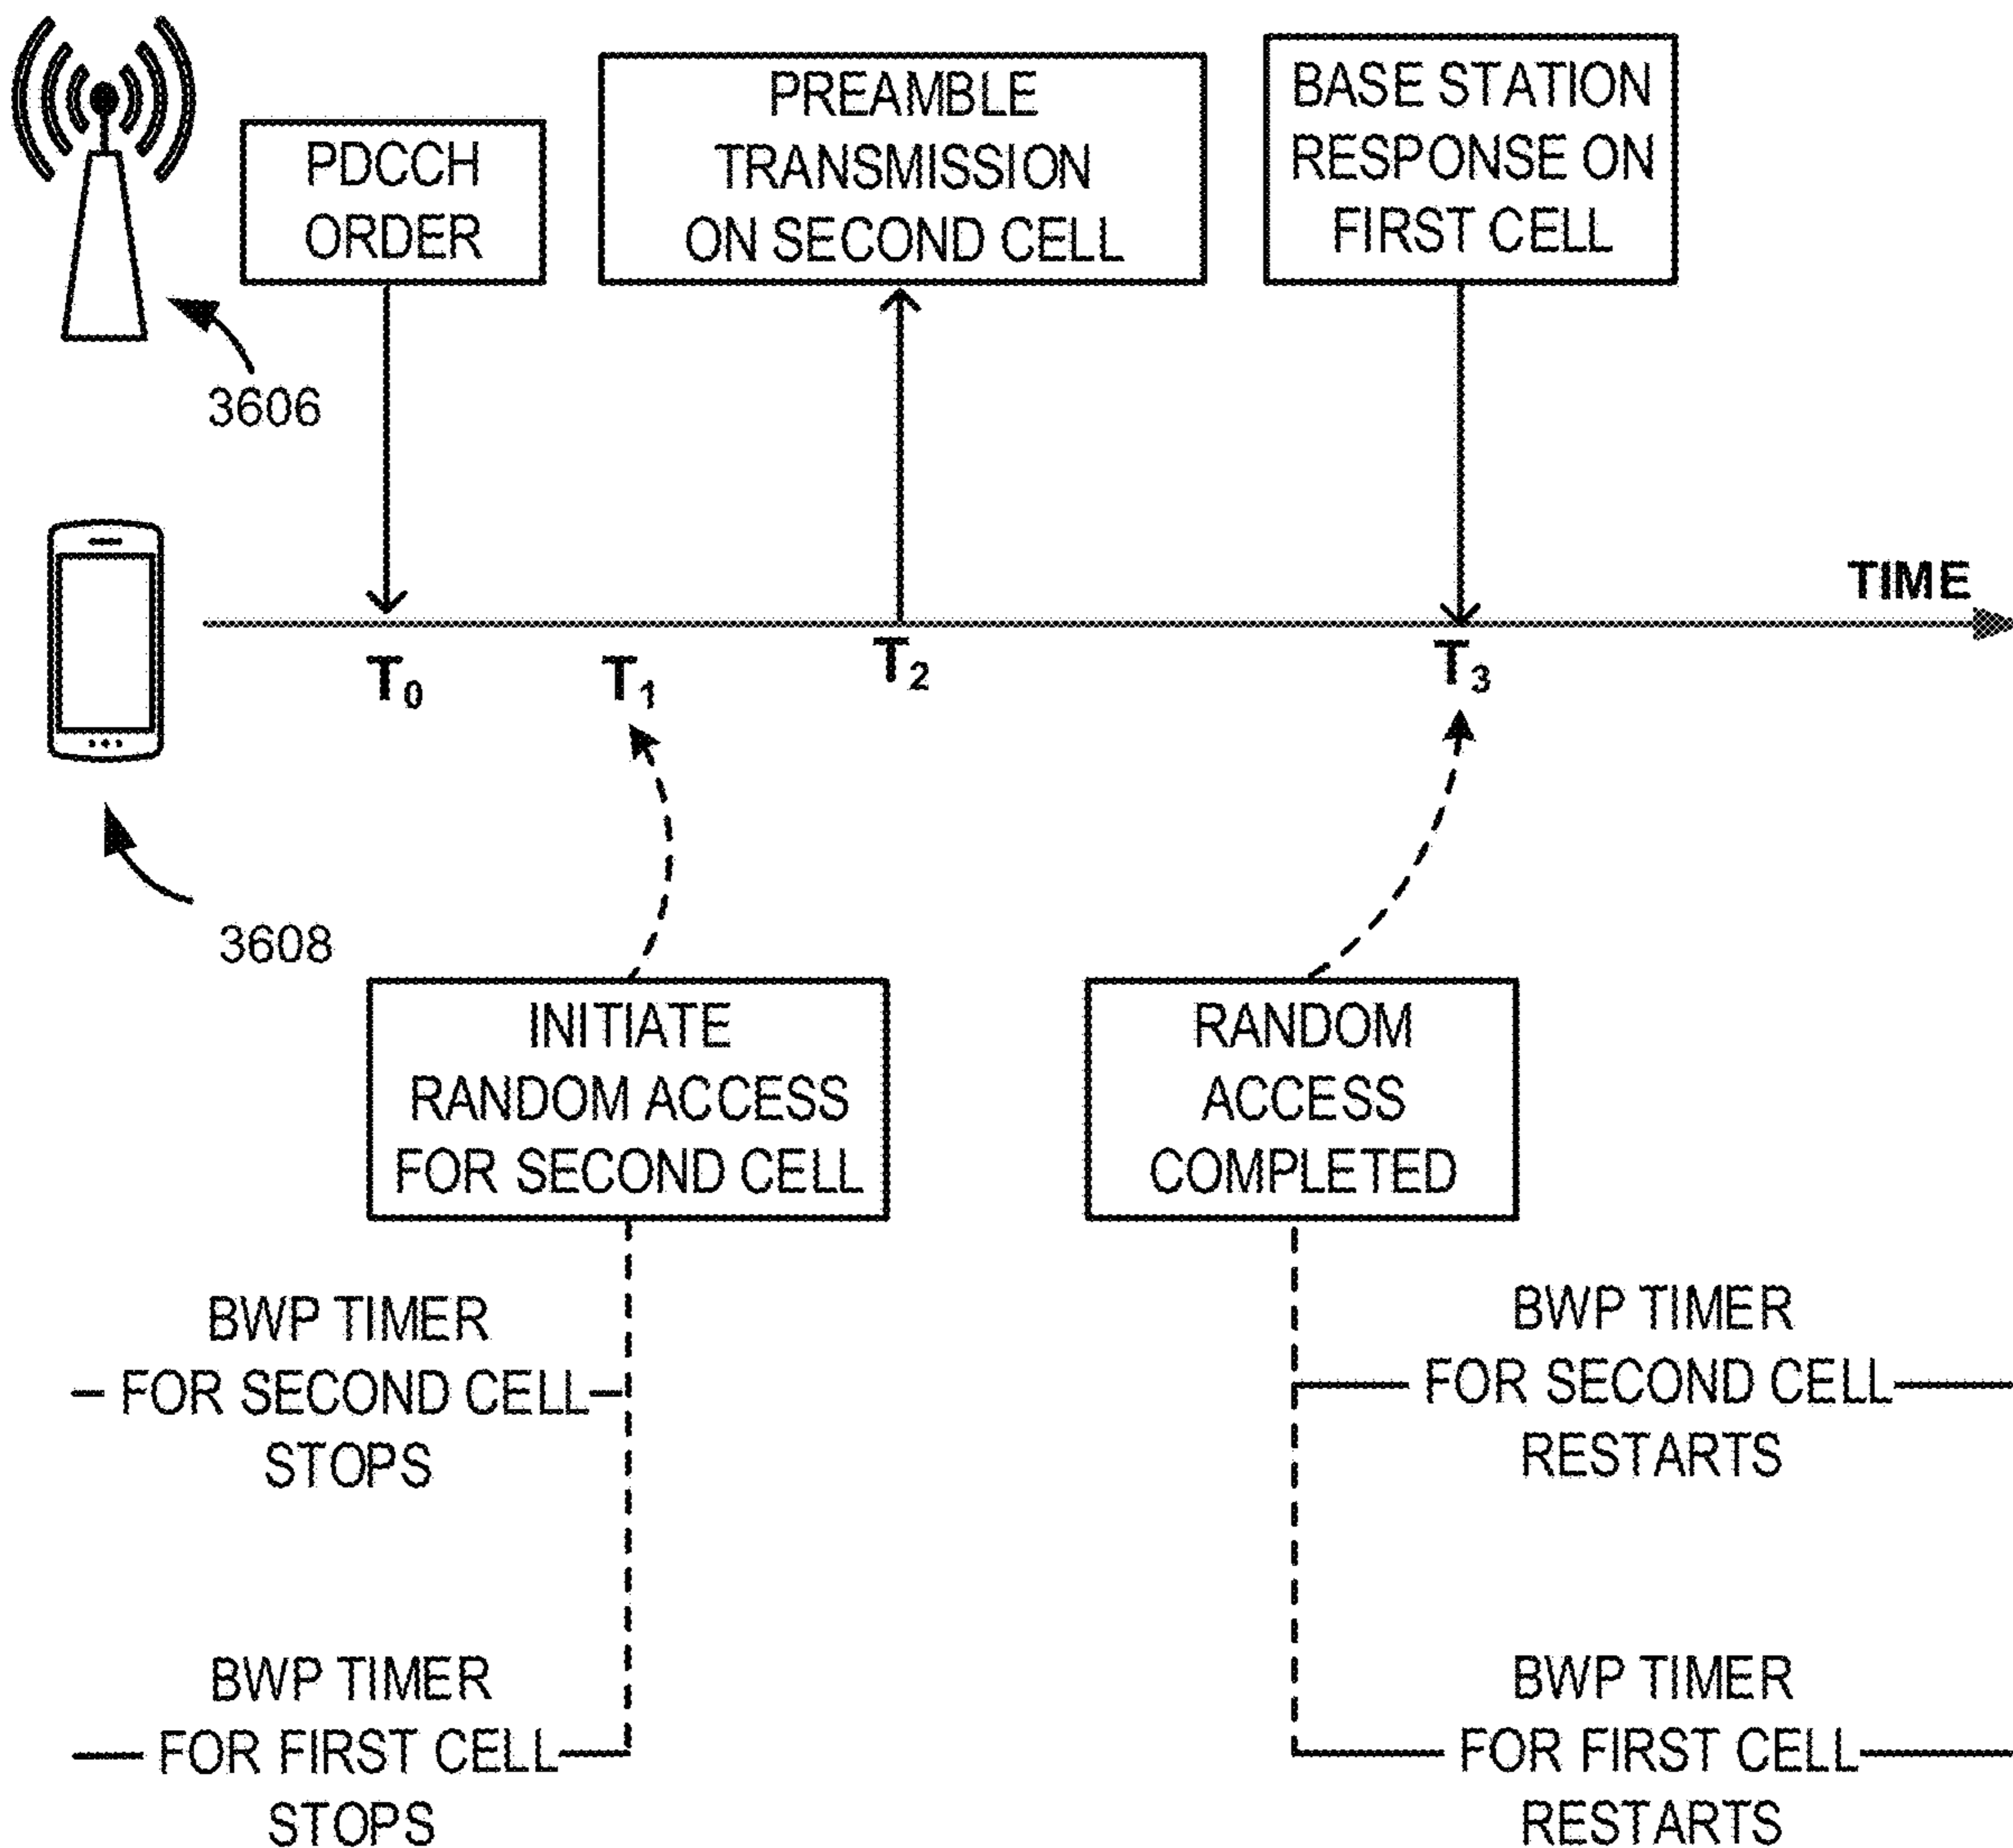 PDCCH
ORDER
PREAMBLE
TRANSMISSION
ON SECOND CELL
BASE STATION
RESPONSE ON
FIRST CELL
3606
TIME
T0
T1
T2
T3
3608
INITIATE
RANDOM ACCESS
FOR SECOND CELL
RANDOM
ACCESS
COMPLETED
BWP TIMER
FOR SECOND CELL
STOPS
BWP TIMER
FOR SECOND CELL
RESTARTS
BWP TIMER
FOR FIRST CELL
STOPS
BWP TIMER
FOR FIRST CELL
RESTARTS